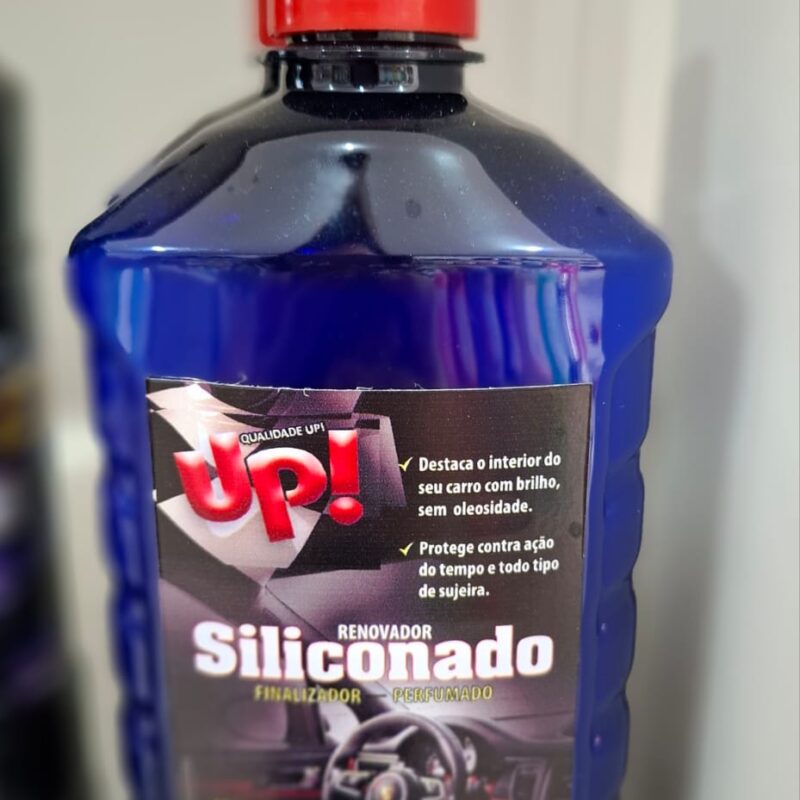 QUALIDADE UP!
Up!
Destaca o interior do
seu carro com brilho,
sem oleosidade.
Protege contra ação
do tempo e todo tipo
de sujeira.
RENOVADOR
Siliconado
FINALIZADOR PERFUMADO